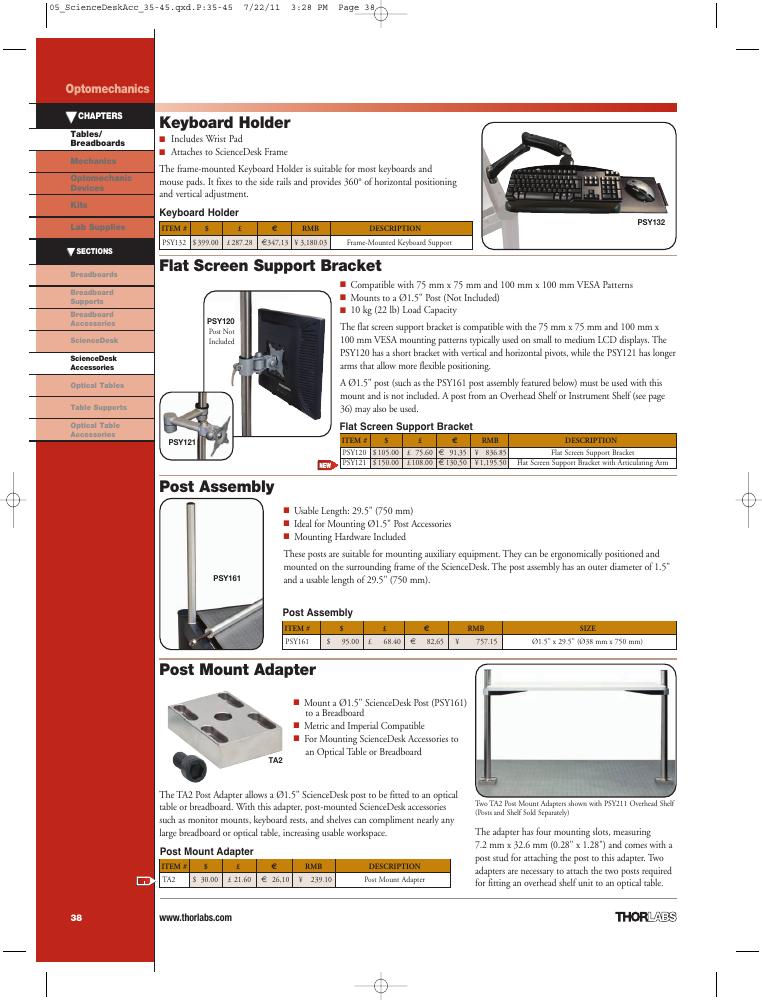 05_ScienceDeskAcc_35-45.qxd.P:35-45 7/22/11 3:28 PM Page 38
Optomechanics
CHAPTERS
Tables/
Breadboards
Mechanics
Optomechanic
Devices
Kits
Lab Supplies
SECTIONS
Breadboards
Breadboard
Supports
Breadboard
Accessories
ScienceDesk
ScienceDesk
Accessories
Optical Tables
Table Supports
Optical Table
Accessories
Keyboard Holder
■ Includes Wrist Pad
■ Attaches to ScienceDesk Frame
The frame-mounted Keyboard Holder is suitable for most keyboards and
mouse pads. It fixes to the side rails and provides 360° of horizontal positioning
and vertical adjustment.
Keyboard Holder
ITEM # $ £ € RMB DESCRIPTION
PSY132 $ 399.00 £ 287.28 € 347,13 ¥ 3,180.03 Frame-Mounted Keyboard Support
PSY132
Flat Screen Support Bracket
■ Compatible with 75 mm x 75 mm and 100 mm x 100 mm VESA Patterns
■ Mounts to a Ø1.5" Post (Not Included)
■ 10 kg (22 lb) Load Capacity
The flat screen support bracket is compatible with the 75 mm x 75 mm and 100 mm x
100 mm VESA mounting patterns typically used on small to medium LCD displays. The
PSY120 has a short bracket with vertical and horizontal pivots, while the PSY121 has longer
arms that allow more flexible positioning.
A Ø1.5" post (such as the PSY161 post assembly featured below) must be used with this
mount and is not included. A post from an Overhead Shelf or Instrument Shelf (see page
36) may also be used.
PSY120
Post Not
Included
PSY121
Flat Screen Support Bracket
ITEM # $ £ € RMB DESCRIPTION
PSY120 $ 105.00 £ 75.60 € 91,35 ¥ 836.85 Flat Screen Support Bracket
NEW PSY121 $ 150.00 £ 108.00 € 130,50 ¥ 1,195.50 Flat Screen Support Bracket with Articulating Arm
Post Assembly
■ Usable Length: 29.5" (750 mm)
■ Ideal for Mounting Ø1.5" Post Accessories
■ Mounting Hardware Included
These posts are suitable for mounting auxiliary equipment. They can be ergonomically positioned and
mounted on the surrounding frame of the ScienceDesk. The post assembly has an outer diameter of 1.5"
and a usable length of 29.5" (750 mm).
PSY161
Post Assembly
ITEM # $ £ € RMB SIZE
PSY161 $ 95.00 £ 68.40 € 82,65 ¥ 757.15 Ø1.5" x 29.5" (Ø38 mm x 750 mm)
Post Mount Adapter
■ Mount a Ø1.5" ScienceDesk Post (PSY161)
to a Breadboard
■ Metric and Imperial Compatible
■ For Mounting ScienceDesk Accessories to
an Optical Table or Breadboard
TA2
The TA2 Post Adapter allows a Ø1.5" ScienceDesk post to be fitted to an optical
table or breadboard. With this adapter, post-mounted ScienceDesk accessories
such as monitor mounts, keyboard rests, and shelves can compliment nearly any
large breadboard or optical table, increasing usable workspace.
Post Mount Adapter
ITEM # $ £ € RMB DESCRIPTION
TA2 $ 30.00 £ 21.60 € 26,10 ¥ 239.10 Post Mount Adapter
Two TA2 Post Mount Adapters shown with PSY211 Overhead Shelf
(Posts and Shelf Sold Separately)
The adapter has four mounting slots, measuring
7.2 mm x 32.6 mm (0.28" x 1.28") and comes with a
post stud for attaching the post to this adapter. Two
adapters are necessary to attach the two posts required
for fitting an overhead shelf unit to an optical table.
38
www.thorlabs.com
THORLABS